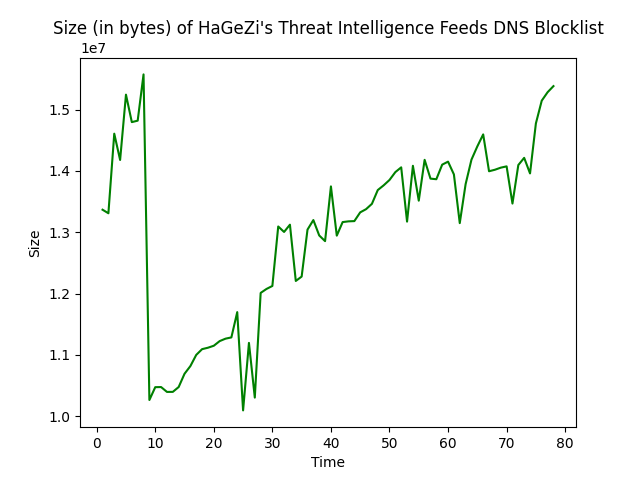 Size (in bytes) of HaGeZi's Threat Intelligence Feeds DNS Blocklist
1e7
1.5
1.4
1.3
1.2
1.1
1.0
Size
0 10 20 30 40 50 60 70 80
Time